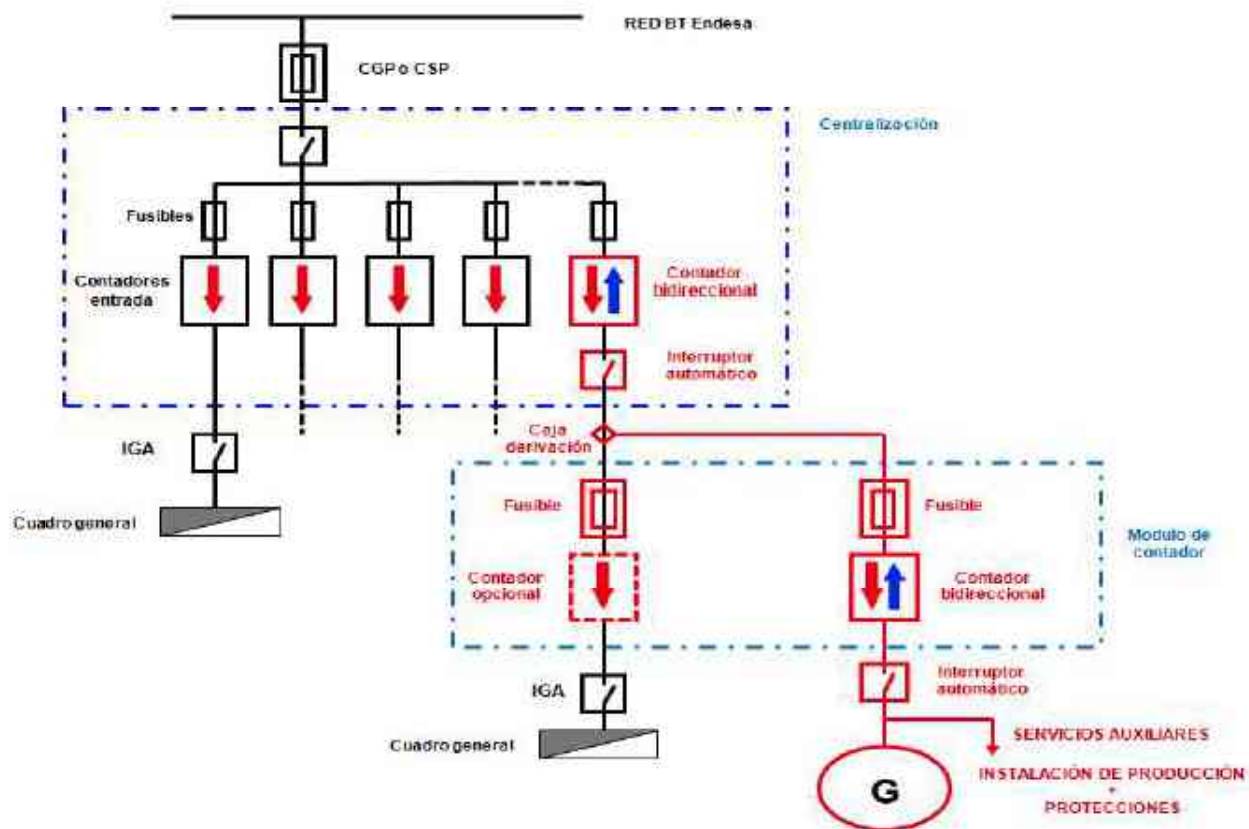 RED BT Endesa
CGP o CSP
Centralización
Fusibles
Contadores
entrada
Contador
bidireccional
Interruptor
automático
IGA
Caja
derivación
Cuadro general
Fusible
Fusible
Modulo de
contador
Contador
opcional
Contador
bidireccional
IGA
Interruptor
automático
Cuadro general
SERVICIOS AUXILIARES
G
INSTALACIÓN DE PRODUCCIÓN
+
PROTECCIONES